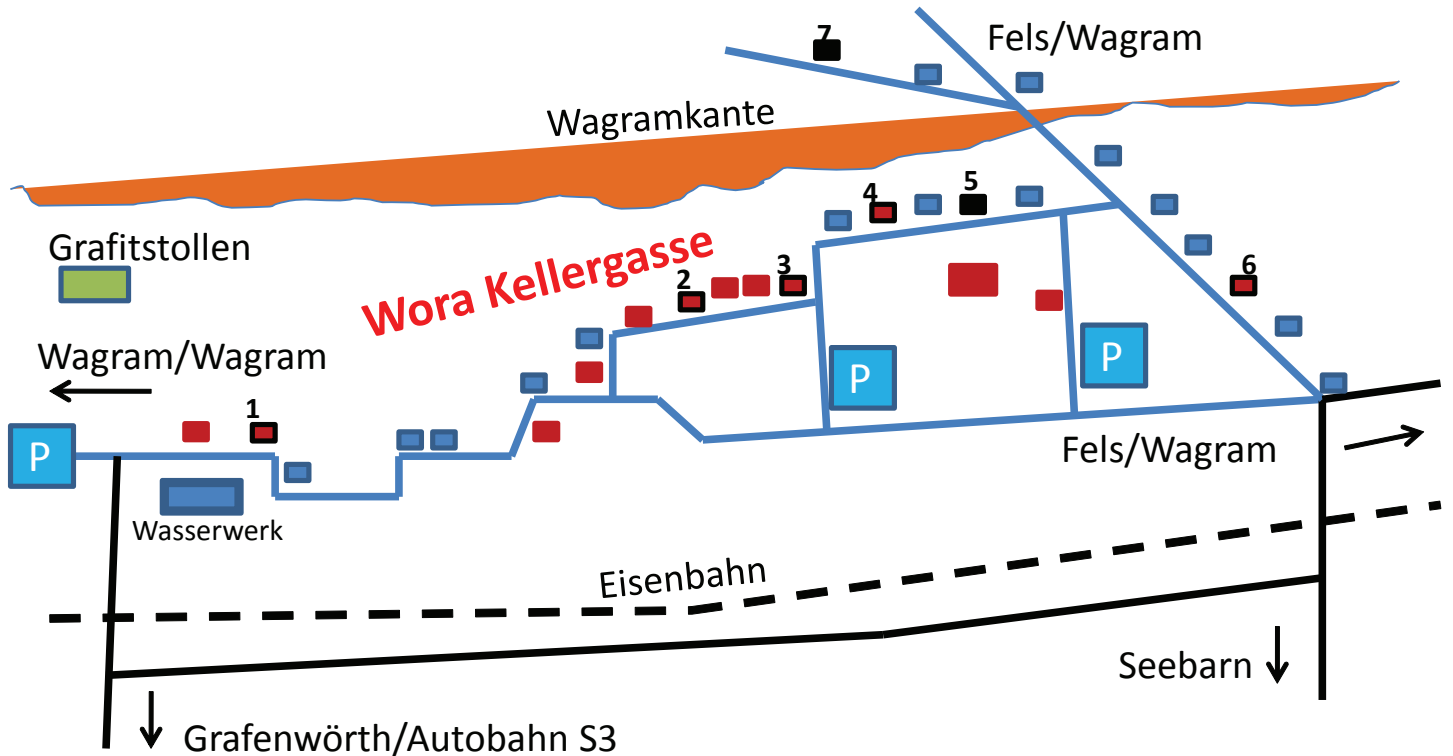 7
Fels/Wagram
Wagramkante
4
5
Grafitstollen
Wora Kellergasse
2
3
6
Wagram/Wagram
P
P
1
P
Fels/Wagram
Wasserwerk
Eisenbahn
Seebarn
Grafenwörth/Autobahn S3